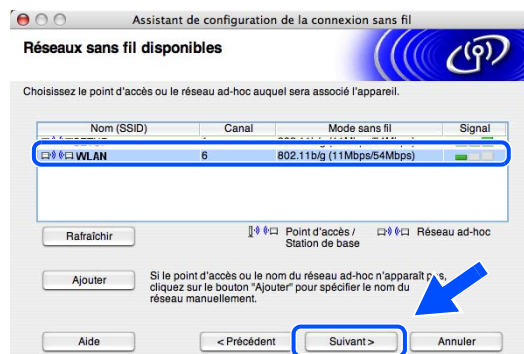 Assistant de configuration de la connexion sans fil
Réseaux sans fil disponibles
Choisissez le point d'accès ou le réseau ad-hoc auquel sera associé l'appareil.
Nom (SSID) Canal Mode sans fil Signal
WLAN 6 802.11b/g (11Mbps/54Mbps)
Rafraîchir
Point d'accès / Station de base
Réseau ad-hoc
Ajouter
Si le point d'accès ou le nom du réseau ad-hoc n'apparaît
cliquez sur le bouton "Ajouter" pour spécifier le nom du
réseau manuellement.
Aide < Précédent Suivant > Annuler